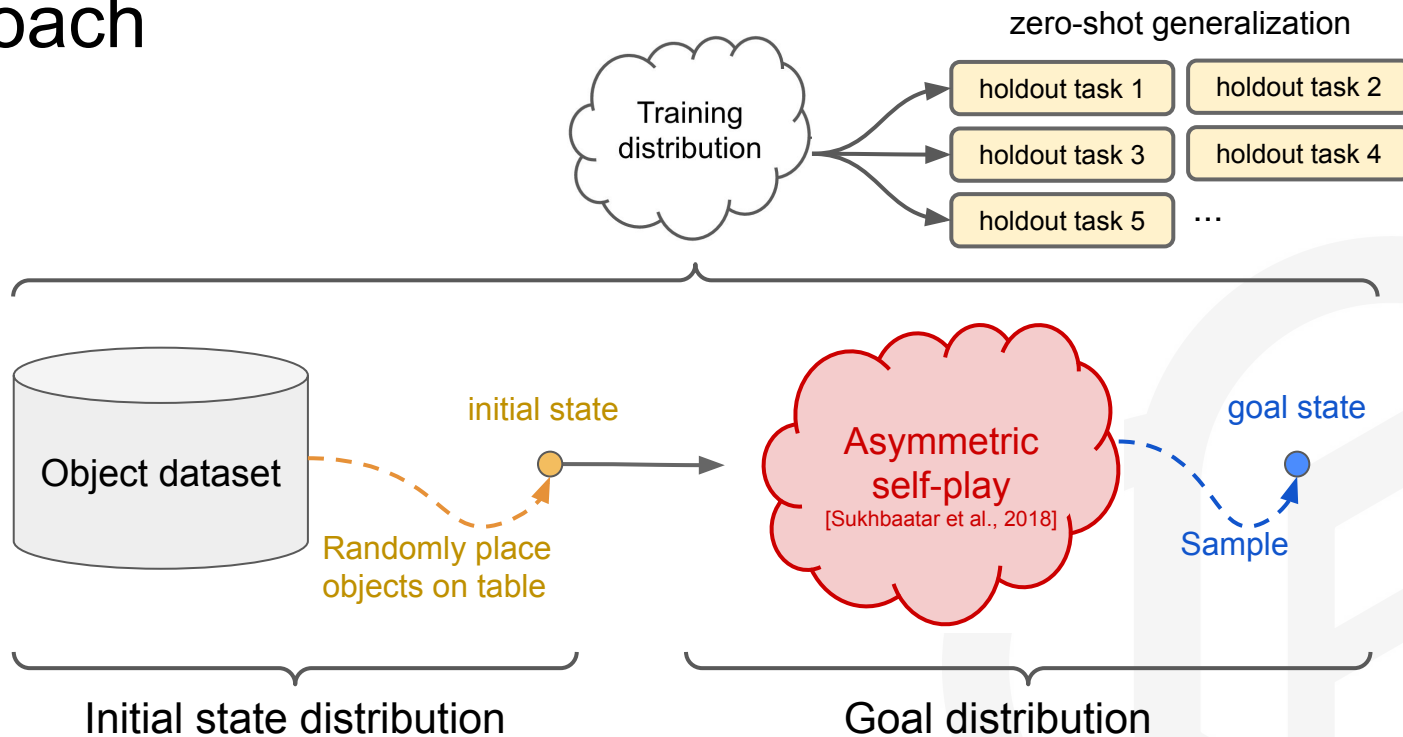 zero-shot generalization
Training
distribution
holdout task 1
holdout task 2
holdout task 3
holdout task 4
holdout task 5
...
Object dataset
initial state
Randomly place
objects on table
Asymmetric
self-play
[Sukhbaatar et al., 2018]
goal state
Sample
Initial state distribution
Goal distribution